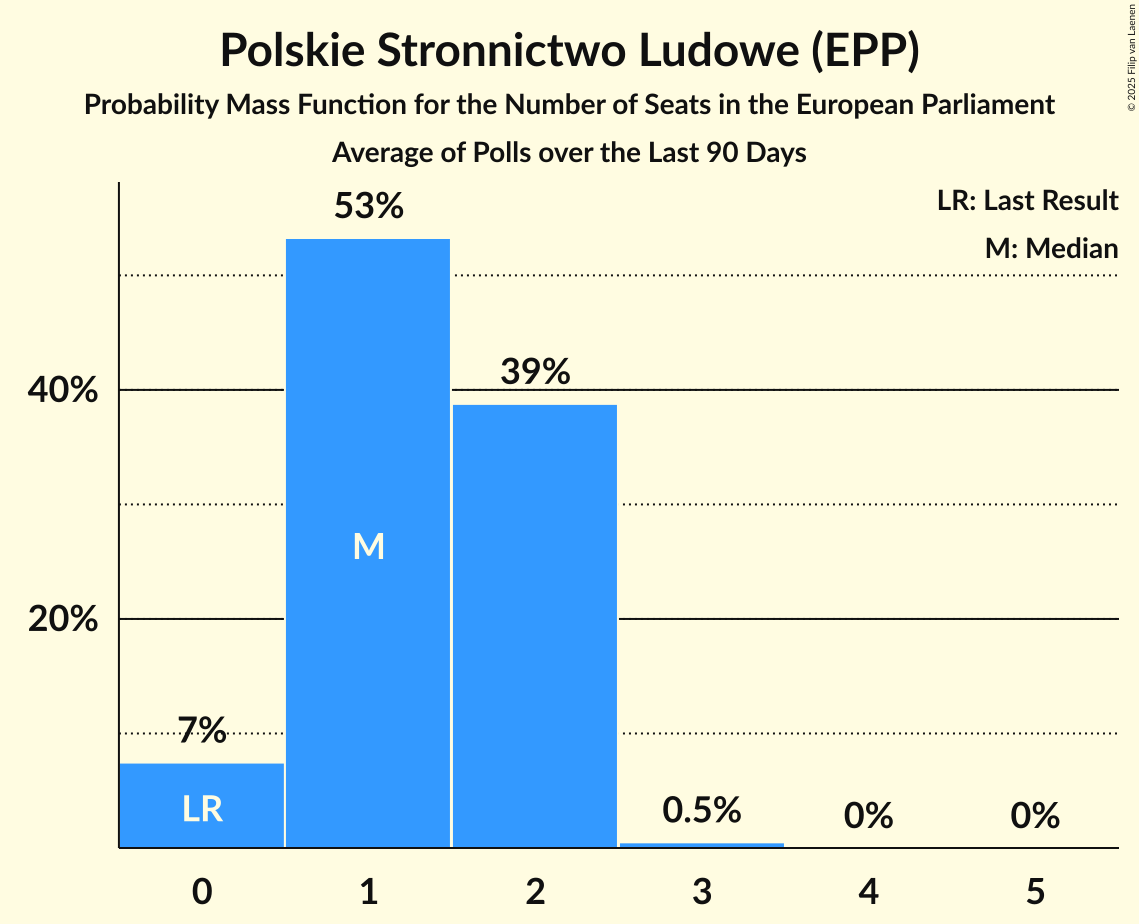 Polskie Stronnictwo Ludowe (EPP)
Probability Mass Function for the Number of Seats in the European Parliament
Average of Polls over the Last 90 Days
© 2025 Filip van Laenen
LR: Last Result
M: Median
53%
39%
40%
M
20%
7%
LR
0.5%
0%
0%
0 1 2 3 4 5